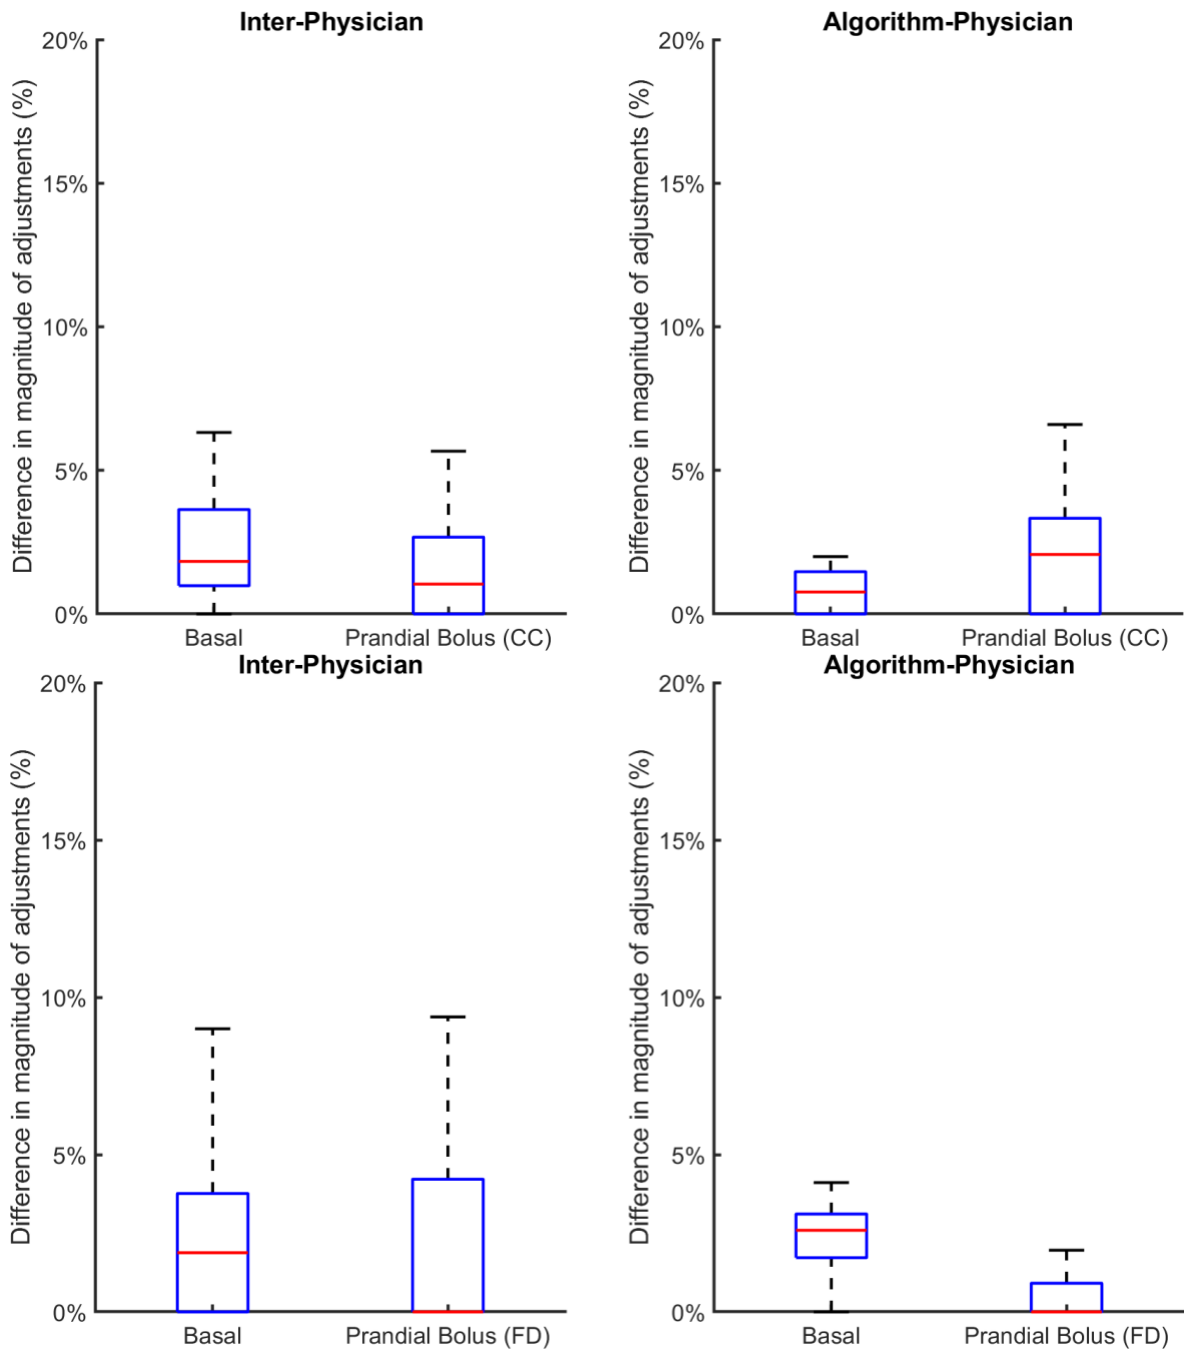 Inter-Physician
Difference in magnitude of adjustments (%)
20%
15%
10%
5%
0%
Basal
Prandial Bolus (CC)
Algorithm-Physician
Difference in magnitude of adjustments (%)
20%
15%
10%
5%
0%
Basal
Prandial Bolus (CC)
Inter-Physician
Difference in magnitude of adjustments (%)
20%
15%
10%
5%
0%
Basal
Prandial Bolus (FD)
Algorithm-Physician
Difference in magnitude of adjustments (%)
20%
15%
10%
5%
0%
Basal
Prandial Bolus (FD)